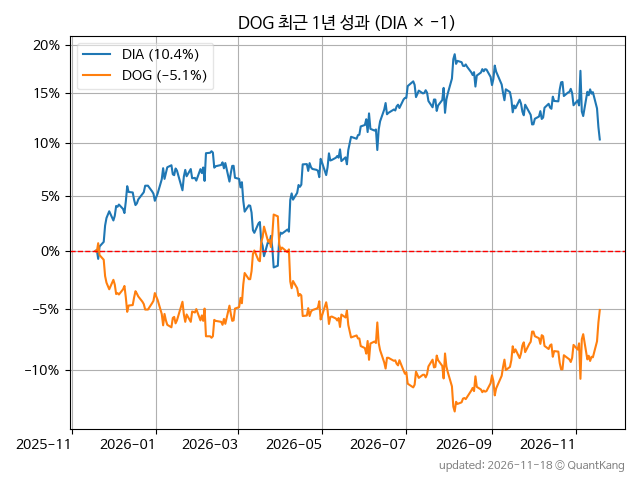 DOG 최근 1년 성과 (DIA × −1)
DIA (10.4%)
DOG (−5.1%)
20%
15%
10%
5%
0%
−5%
−10%
2025−11 2026−01 2026−03 2026−05 2026−07 2026−09 2026−11
updated: 2026−11−18 © QuantKang